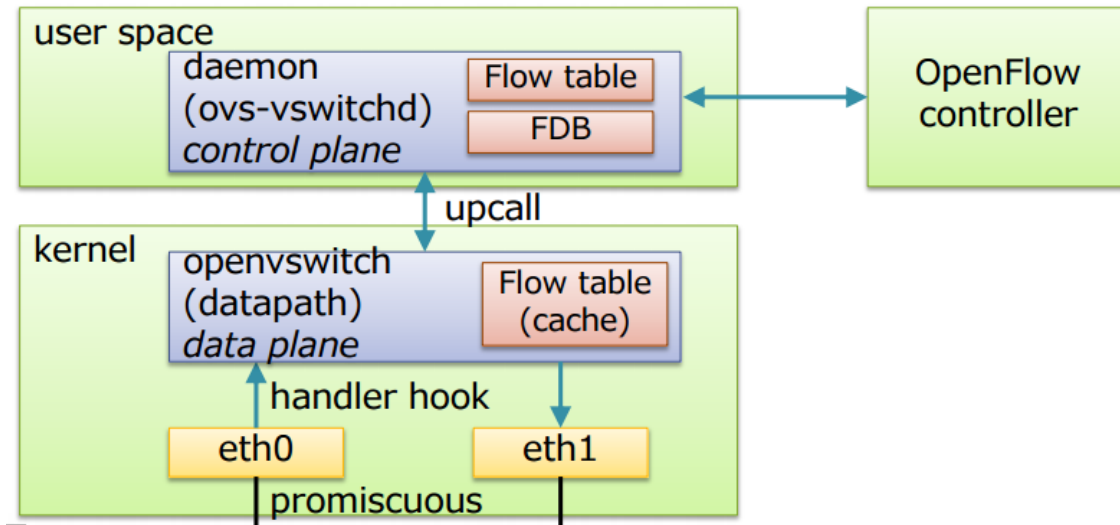 user space
daemon
(ovs-vswitchd)
control plane
Flow table
FDB
OpenFlow
controller
upcall
kernel
openvswitch
(datapath)
data plane
Flow table
(cache)
handler hook
eth0
eth1
promiscuous